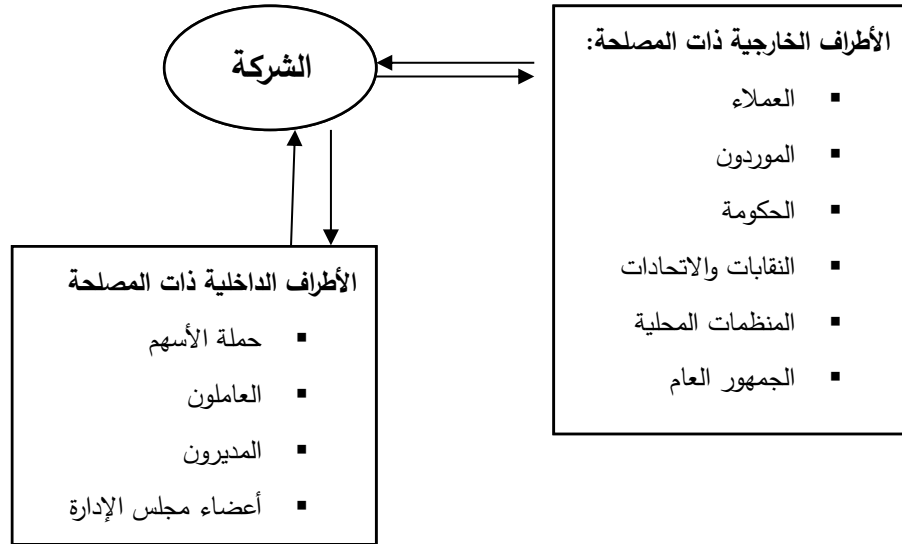 الشركة
الأطراف الخارجية ذات المصلحة:
▪ العملاء
▪ الموردون
▪ الحكومة
▪ النقابات والاتحادات
▪ المنظمات المحلية
▪ الجمهور العام
الأطراف الداخلية ذات المصلحة
▪ حملة الأسهم
▪ العاملون
▪ المديرون
▪ أعضاء مجلس الإدارة